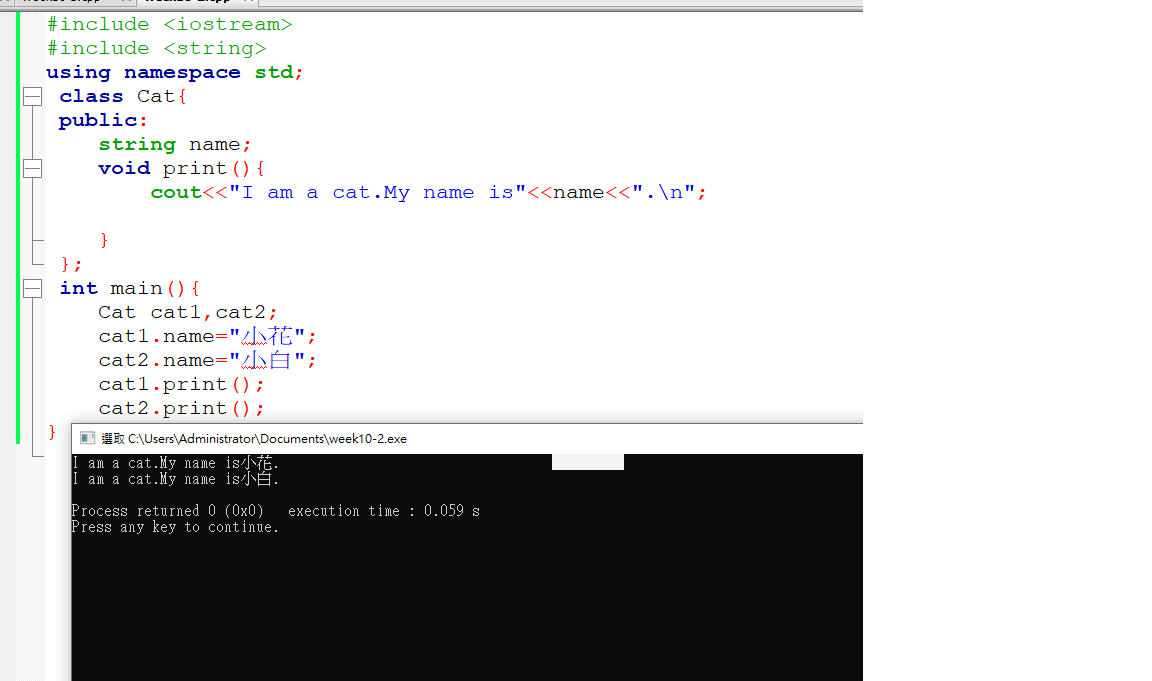 #include <iostream>
#include <string>
using namespace std;
class Cat{
public:
string name;
void print(){
cout<<"I am a cat.My name is"<<name<<".\n";
}
};
int main(){
Cat cat1,cat2;
cat1.name="小花";
cat2.name="小白";
cat1.print();
cat2.print();
}
選取 C:\Users\Administrator\Documents\week10-2.exe
I am a cat.My name is小花.
I am a cat.My name is小白.
Process returned 0 (0x0) execution time : 0.059 s
Press any key to continue.